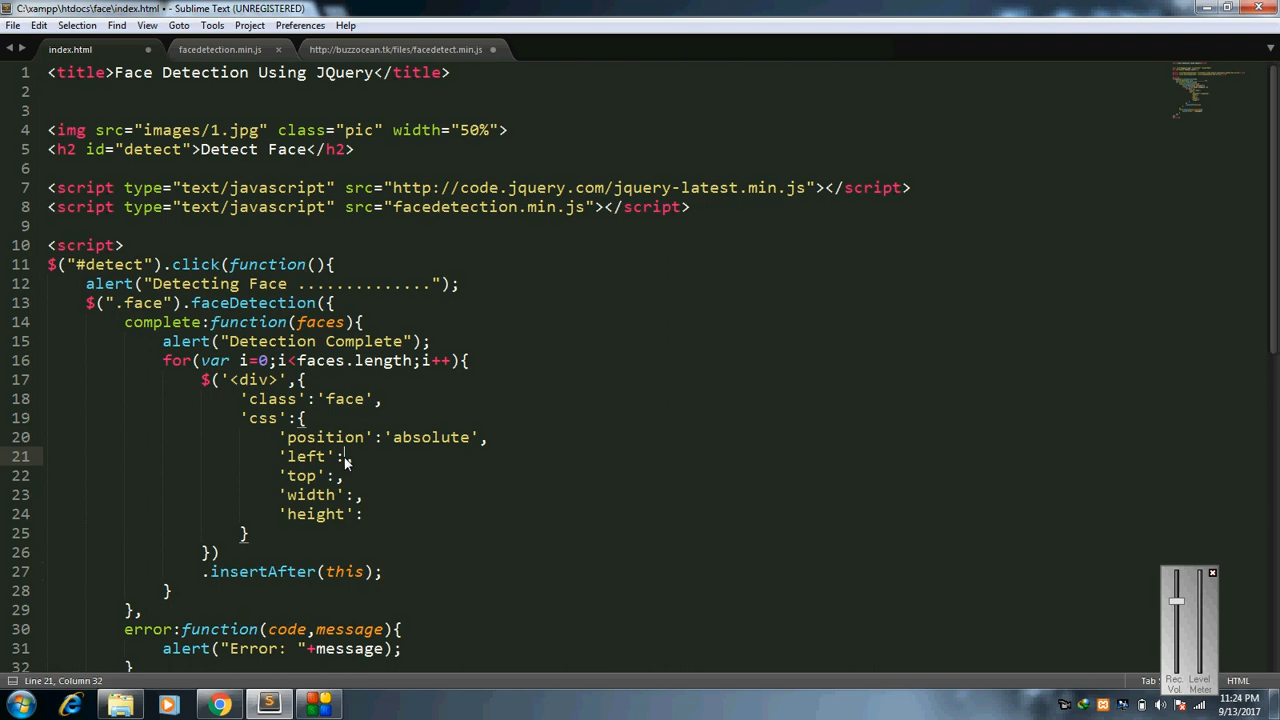 C:\xampp\htdocs\face\index.html • - Sublime Text (UNREGISTERED)
File Edit Selection Find View Goto Tools Project Preferences Help
index.html facedetection.min.js http://buzzocean.tk/files/facedetect.min.js
1 <title>Face Detection Using JQuery</title>
2
3
4 <img src="images/1.jpg" class="pic" width="50%">
5 <h2 id="detect">Detect Face</h2>
6
7 <script type="text/javascript" src="http://code.jquery.com/jquery-latest.min.js"></script>
8 <script type="text/javascript" src="facedetection.min.js"></script>
9
10 <script>
11 $("#detect").click(function(){
12 alert("Detecting Face ..............");
13 $(".face").faceDetection({
14 complete:function(faces){
15 alert("Detection Complete");
16 for(var i=0;i<faces.length;i++){
17 $('<div>',{
18 'class':'face',
19 'css':{
20 'position':'absolute',
21 'left':,
22 'top':,
23 'width':,
24 'height':
25 }
26 })
27 .insertAfter(this);
28 }
29 },
30 error:function(code,message){
31 alert("Error: "+message);
32 }
Rec. Vol. Level Meter
Line 21, Column 32 Tab S HTML
11:24 PM
9/13/2017